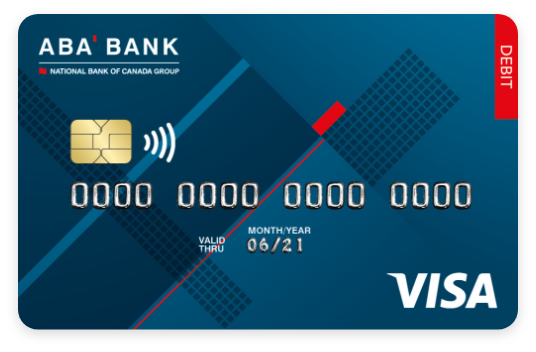 ABA' BANK
NATIONAL BANK OF CANADA GROUP
DEBIT
0000 0000 0000 0000
MONTH/YEAR
VALID
THRU
06/21
VISA